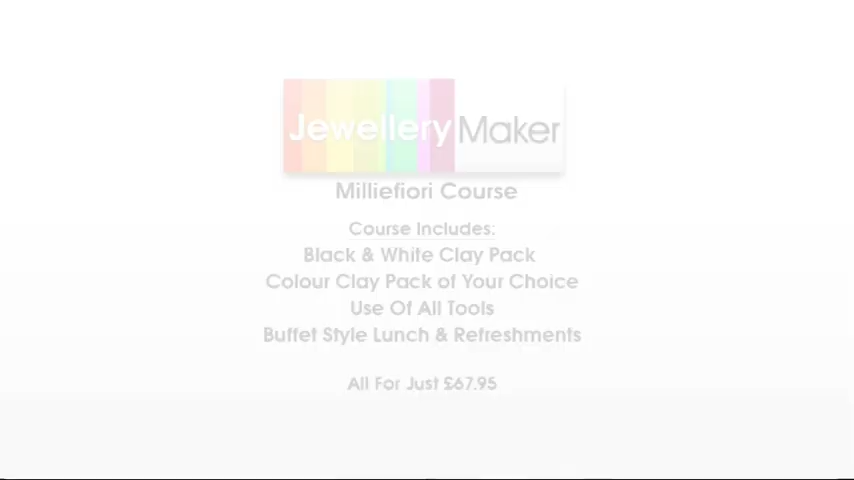 JewelleryMaker
Milliefiori Course
Course Includes:
Black & White Clay Pack
Colour Clay Pack of Your Choice
Use Of All Tools
Buffet Style Lunch & Refreshments
All For Just £67.95